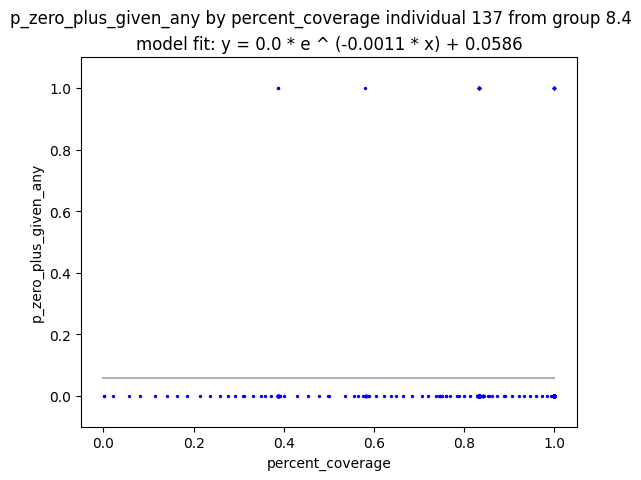 p_zero_plus_given_any by percent_coverage individual 137 from group 8.4
model fit: y = 0.0 * e ^ (-0.0011 * x) + 0.0586
p_zero_plus_given_any
1.0
0.8
0.6
0.4
0.2
0.0
0.0 0.2 0.4 0.6 0.8 1.0
percent_coverage